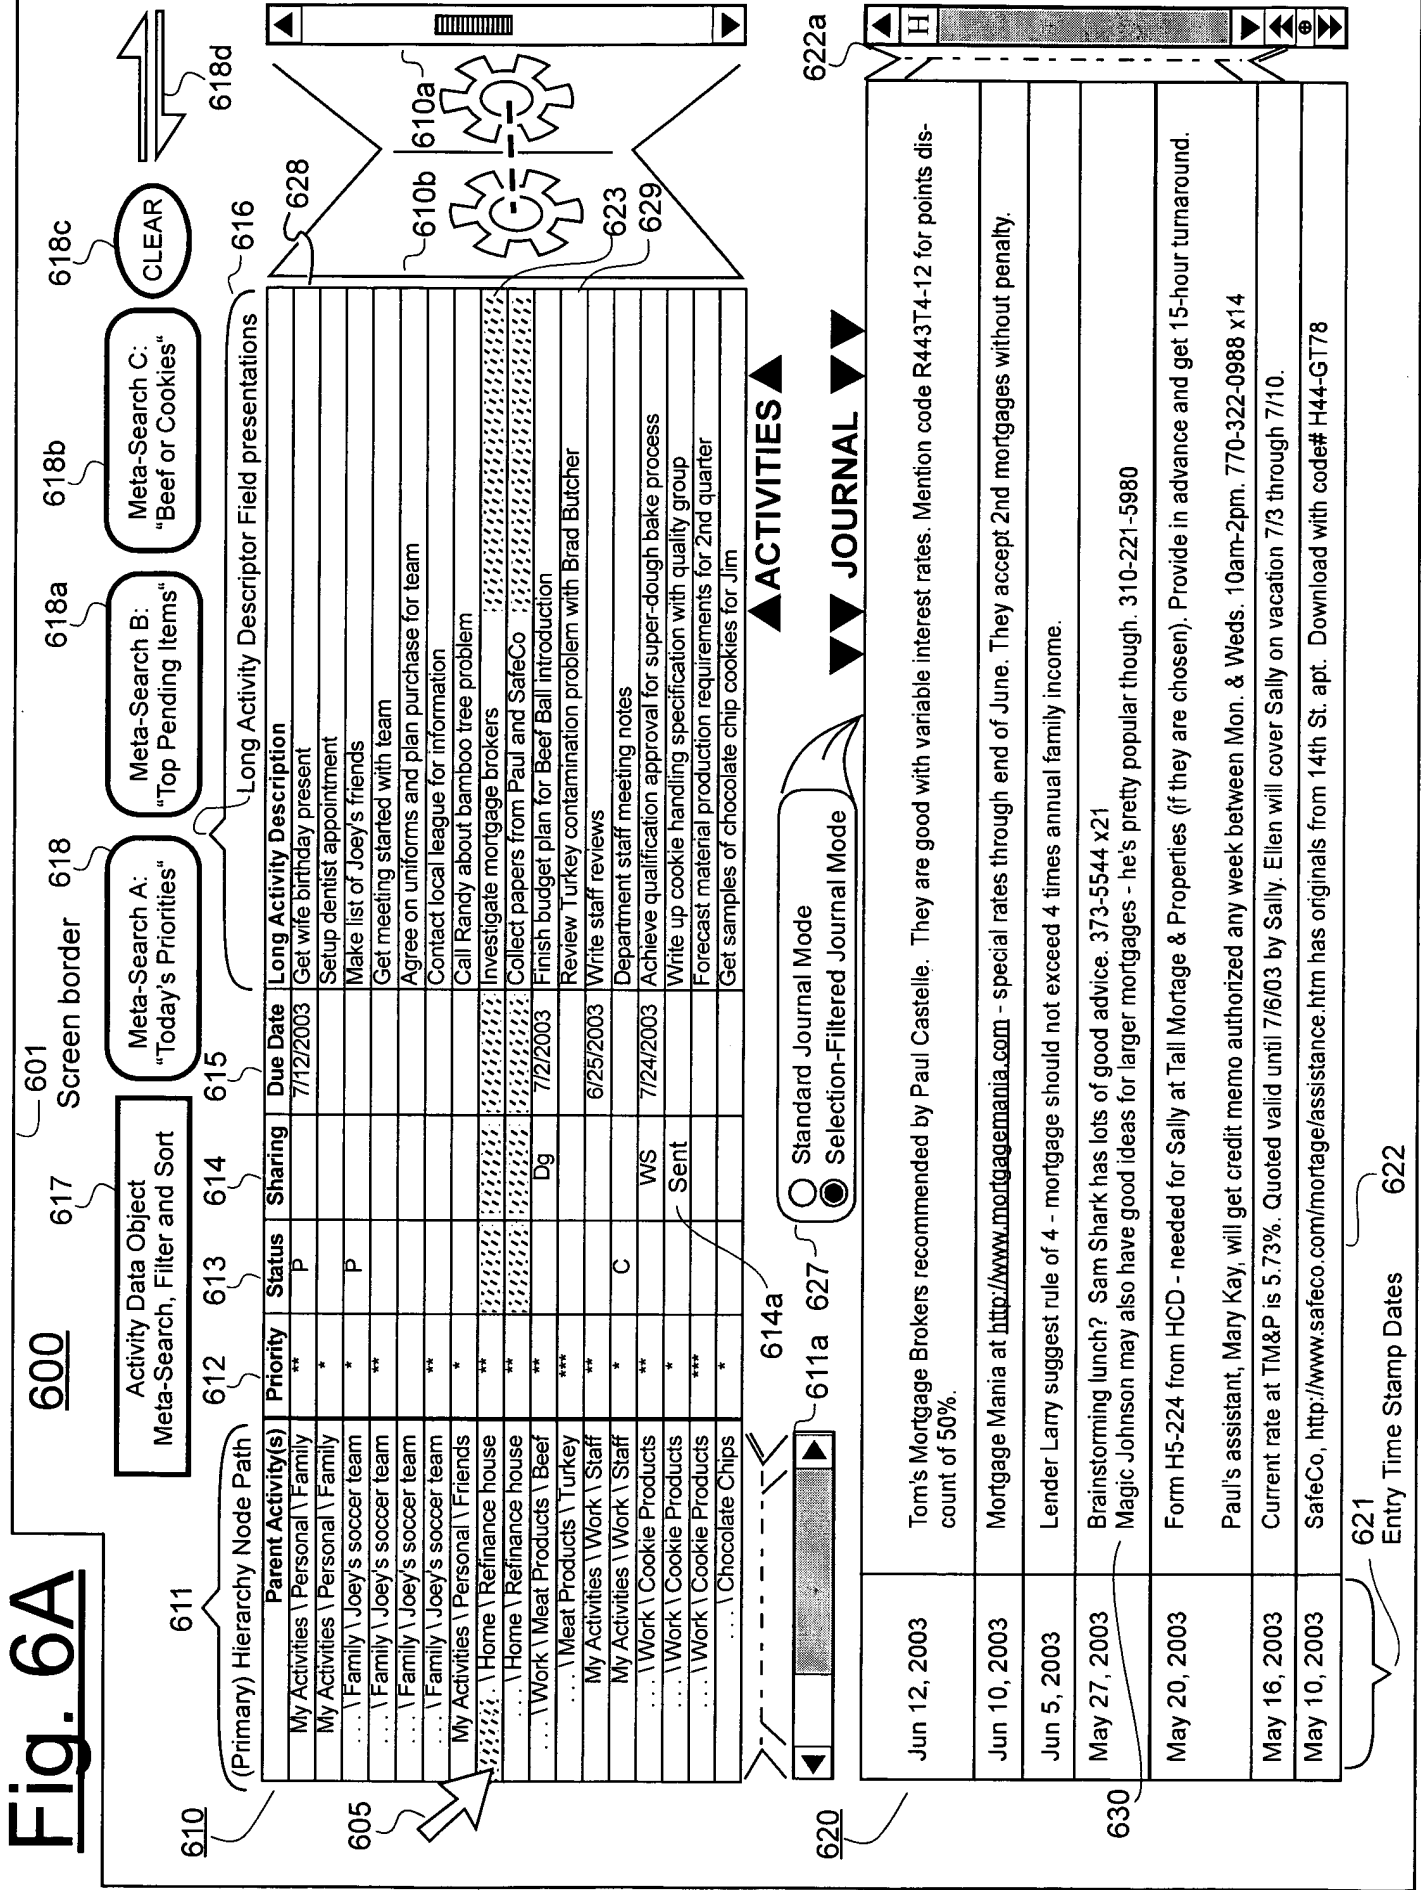 Fig. 6A
600
601
Screen border
617
618
618a
618b
618c
618d
Activity Data Object
Meta-Search, Filter and Sort
Meta-Search A:
"Today's Priorities"
Meta-Search B:
"Top Pending Items"
Meta-Search C:
"Beef or Cookies"
CLEAR
611
(Primary) Hierarchy Node Path
612
613
614
615
Long Activity Descriptor Field presentations
616
628
610
Parent Activity(s) Priority Status Sharing Due Date Long Activity Description
My Activities \ Personal \ Family ** P 7/12/2003 Get wife birthday present
My Activities \ Personal \ Family * Setup dentist appointment
. . . \ Family \ Joey's soccer team * P Make list of Joey's friends
. . . \ Family \ Joey's soccer team ** Get meeting started with team
. . . \ Family \ Joey's soccer team Agree on uniforms and plan purchase for team
. . . \ Family \ Joey's soccer team ** Contact local league for information
My Activities \ Personal \ Friends * Call Randy about bamboo tree problem
. . \ Home \ Refinance house ** Investigate mortgage brokers
. . . \ Home \ Refinance house ** Collect papers from Paul and SafeCo
. . . \ Work \ Meat Products \ Beef ** Dg 7/2/2003 Finish budget plan for Beef Ball introduction
. . . \ Meat Products \ Turkey *** Review Turkey contamination problem with Brad Butcher
My Activities \ Work \ Staff ** 6/25/2003 Write staff reviews
My Activities \ Work \ Staff * C Department staff meeting notes
. . . \ Work \ Cookie Products ** WS 7/24/2003 Achieve qualification approval for super-dough bake process
. . . \ Work \ Cookie Products * Sent Write up cookie handling specification with quality group
. . . \ Work \ Cookie Products *** Forecast material production requirements for 2nd quarter
. . . \ Chocolate Chips * Get samples of chocolate chip cookies for Jim
605
610b
610a
623
629
614a
611a
627
Standard Journal Mode
Selection-Filtered Journal Mode
ACTIVITIES
JOURNAL
622a
H
620
Jun 12, 2003 Tom's Mortgage Brokers recommended by Paul Castelle. They are good with variable interest rates. Mention code R443T4-12 for points dis-
count of 50%.
Jun 10, 2003 Mortgage Mania at http://www.mortgagemania.com - special rates through end of June. They accept 2nd mortgages without penalty.
Jun 5, 2003 Lender Larry suggest rule of 4 - mortgage should not exceed 4 times annual family income.
May 27, 2003 Brainstorming lunch? Sam Shark has lots of good advice. 373-5544 x21
Magic Johnson may also have good ideas for larger mortgages - he's pretty popular though. 310-221-5980
May 20, 2003 Form H5-224 from HCD - needed for Sally at Tall Mortage & Properties (if they are chosen). Provide in advance and get 15-hour turnaround.
Paul's assistant, Mary Kay, will get credit memo authorized any week between Mon. & Weds. 10am-2pm. 770-322-0988 x14
May 16, 2003 Current rate at TM&P is 5.73%. Quoted valid until 7/6/03 by Sally. Ellen will cover Sally on vacation 7/3 through 7/10.
May 10, 2003 SafeCo, http://www.safeco.com/mortage/assistance.htm has originals from 14th St. apt. Download with code# H44-GT78
630
621
Entry Time Stamp Dates
622